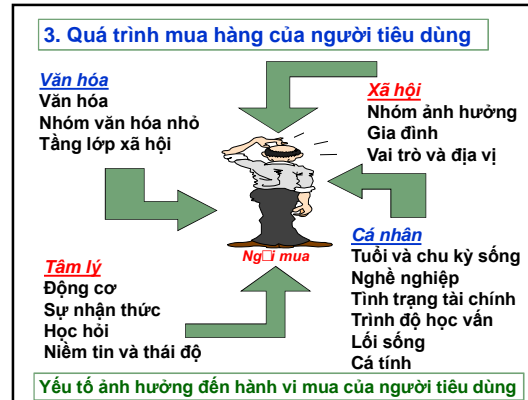 3. Quá trình mua hàng của người tiêu dùng
Văn hóa
Văn hóa
Nhóm văn hóa nhỏ
Tầng lớp xã hội
Xã hội
Nhóm ảnh hưởng
Gia đình
Vai trò và địa vị
Ng□i mua
Tâm lý
Động cơ
Sự nhận thức
Học hỏi
Niềm tin và thái độ
Cá nhân
Tuổi và chu kỳ sống
Nghề nghiệp
Tình trạng tài chính
Trình độ học vấn
Lối sống
Cá tính
Yếu tố ảnh hưởng đến hành vi mua của người tiêu dùng